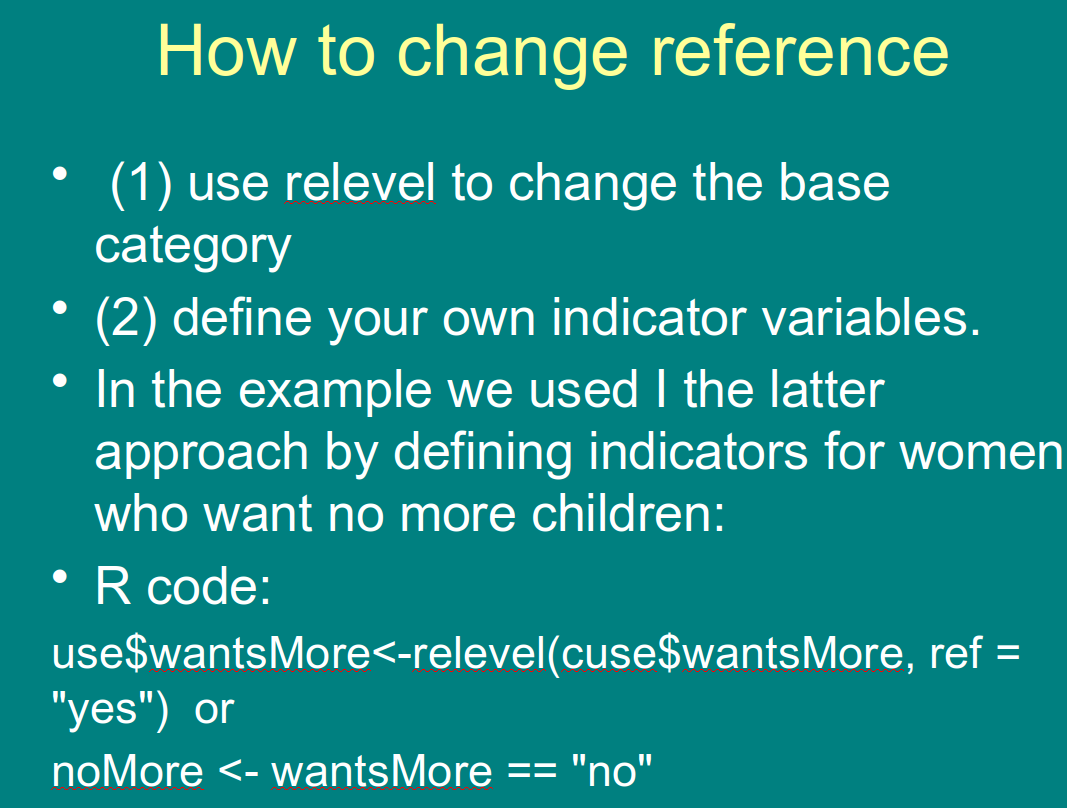 How to change reference
• (1) use relevel to change the base
category
• (2) define your own indicator variables.
• In the example we used I the latter
approach by defining indicators for women
who want no more children:
• R code:
use$wantsMore<-relevel(cuse$wantsMore, ref =
"yes") or
noMore <- wantsMore == "no"